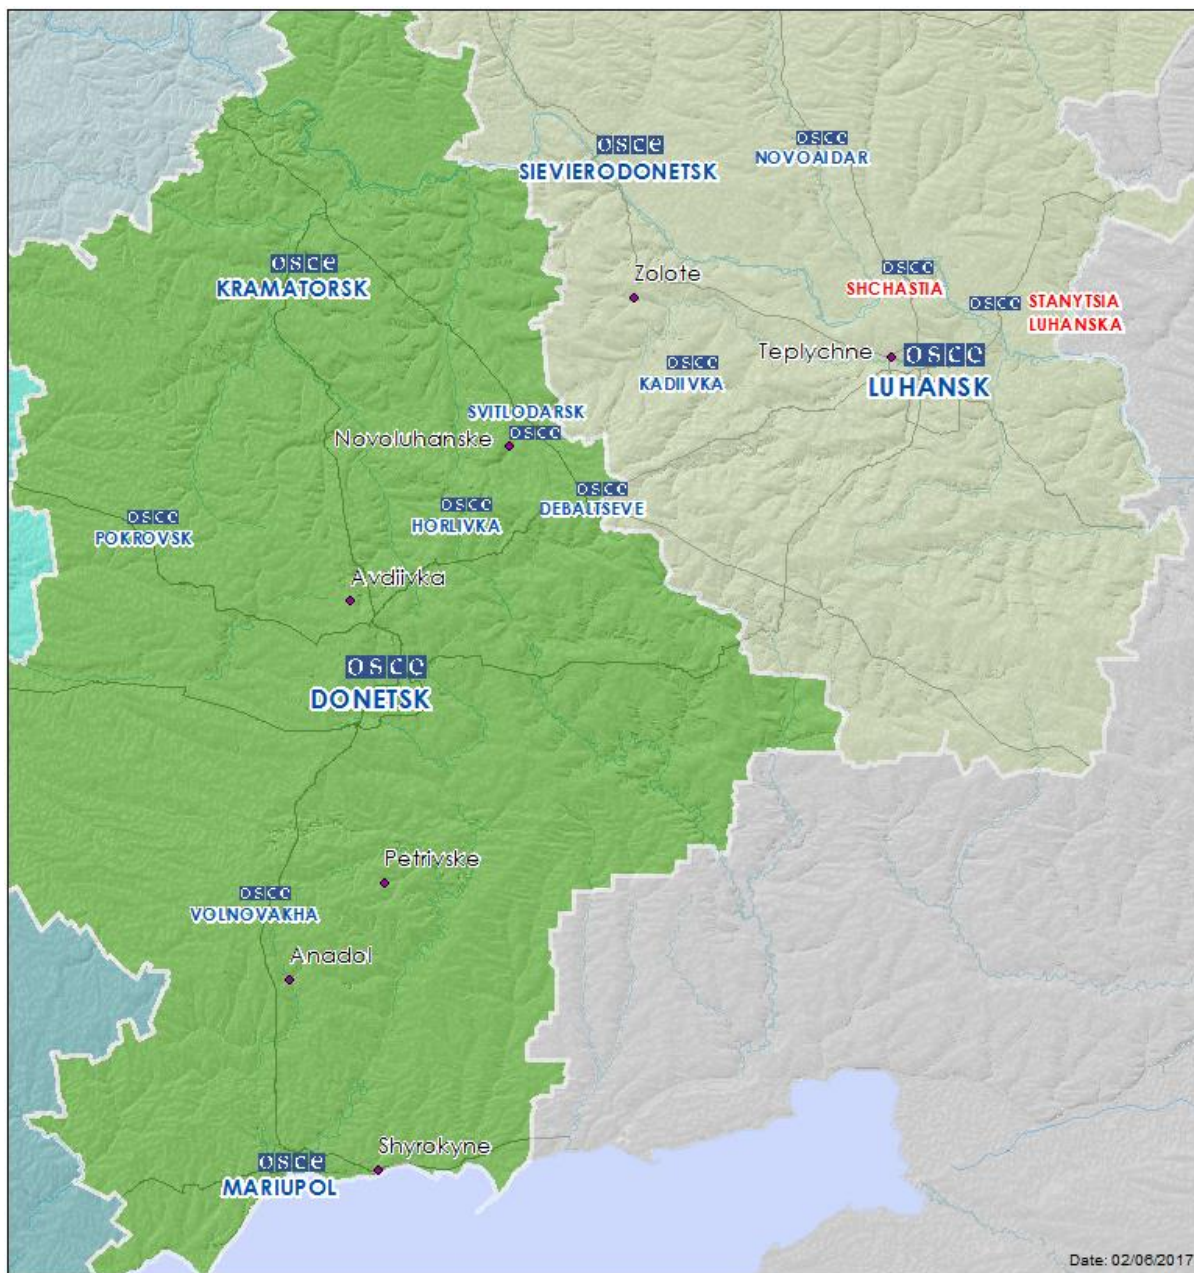 OSCE
SIEVIERODONETSK
OSCE
NOVOAIDAR
OSCE
KRAMATORSK
Zolote
OSCE
SHCHASTIA
OSCE
STANYTSIA
LUHANSKA
Teplychne
OSCE
LUHANSK
OSCE
KADIIVKA
SVITLODARSK
OSCE
Novoluhanske
OSCE
DEBALTSEVE
OSCE
HORLIVKA
OSCE
POKROVSK
Avdiivka
OSCE
DONETSK
Petrivske
OSCE
VOLNOVAKHA
Anadol
Shyrokyne
OSCE
MARIUPOL
Date: 02/06/2017